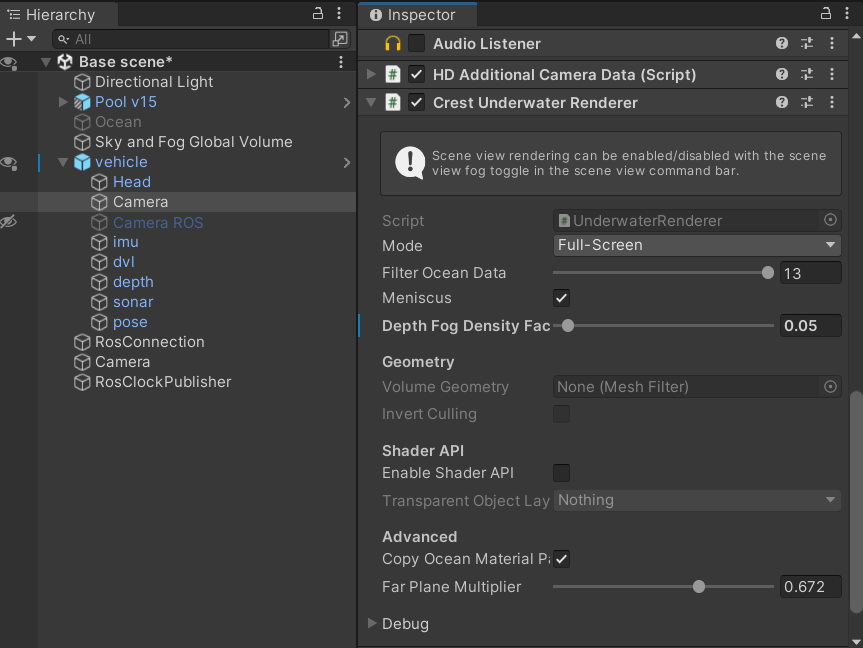 Hierarchy
All
Base scene*
Directional Light
Pool v15
Ocean
Sky and Fog Global Volume
vehicle
Head
Camera
Camera ROS
imu
dvl
depth
sonar
pose
RosConnection
Camera
RosClockPublisher
Inspector
Audio Listener
# HD Additional Camera Data (Script)
# Crest Underwater Renderer
Scene view rendering can be enabled/disabled with the scene
view fog toggle in the scene view command bar.
Script UnderwaterRenderer
Mode Full-Screen
Filter Ocean Data 13
Meniscus
Depth Fog Density Fac 0.05
Geometry
Volume Geometry None (Mesh Filter)
Invert Culling
Shader API
Enable Shader API
Transparent Object Lay Nothing
Advanced
Copy Ocean Material Pa
Far Plane Multiplier 0.672
Debug